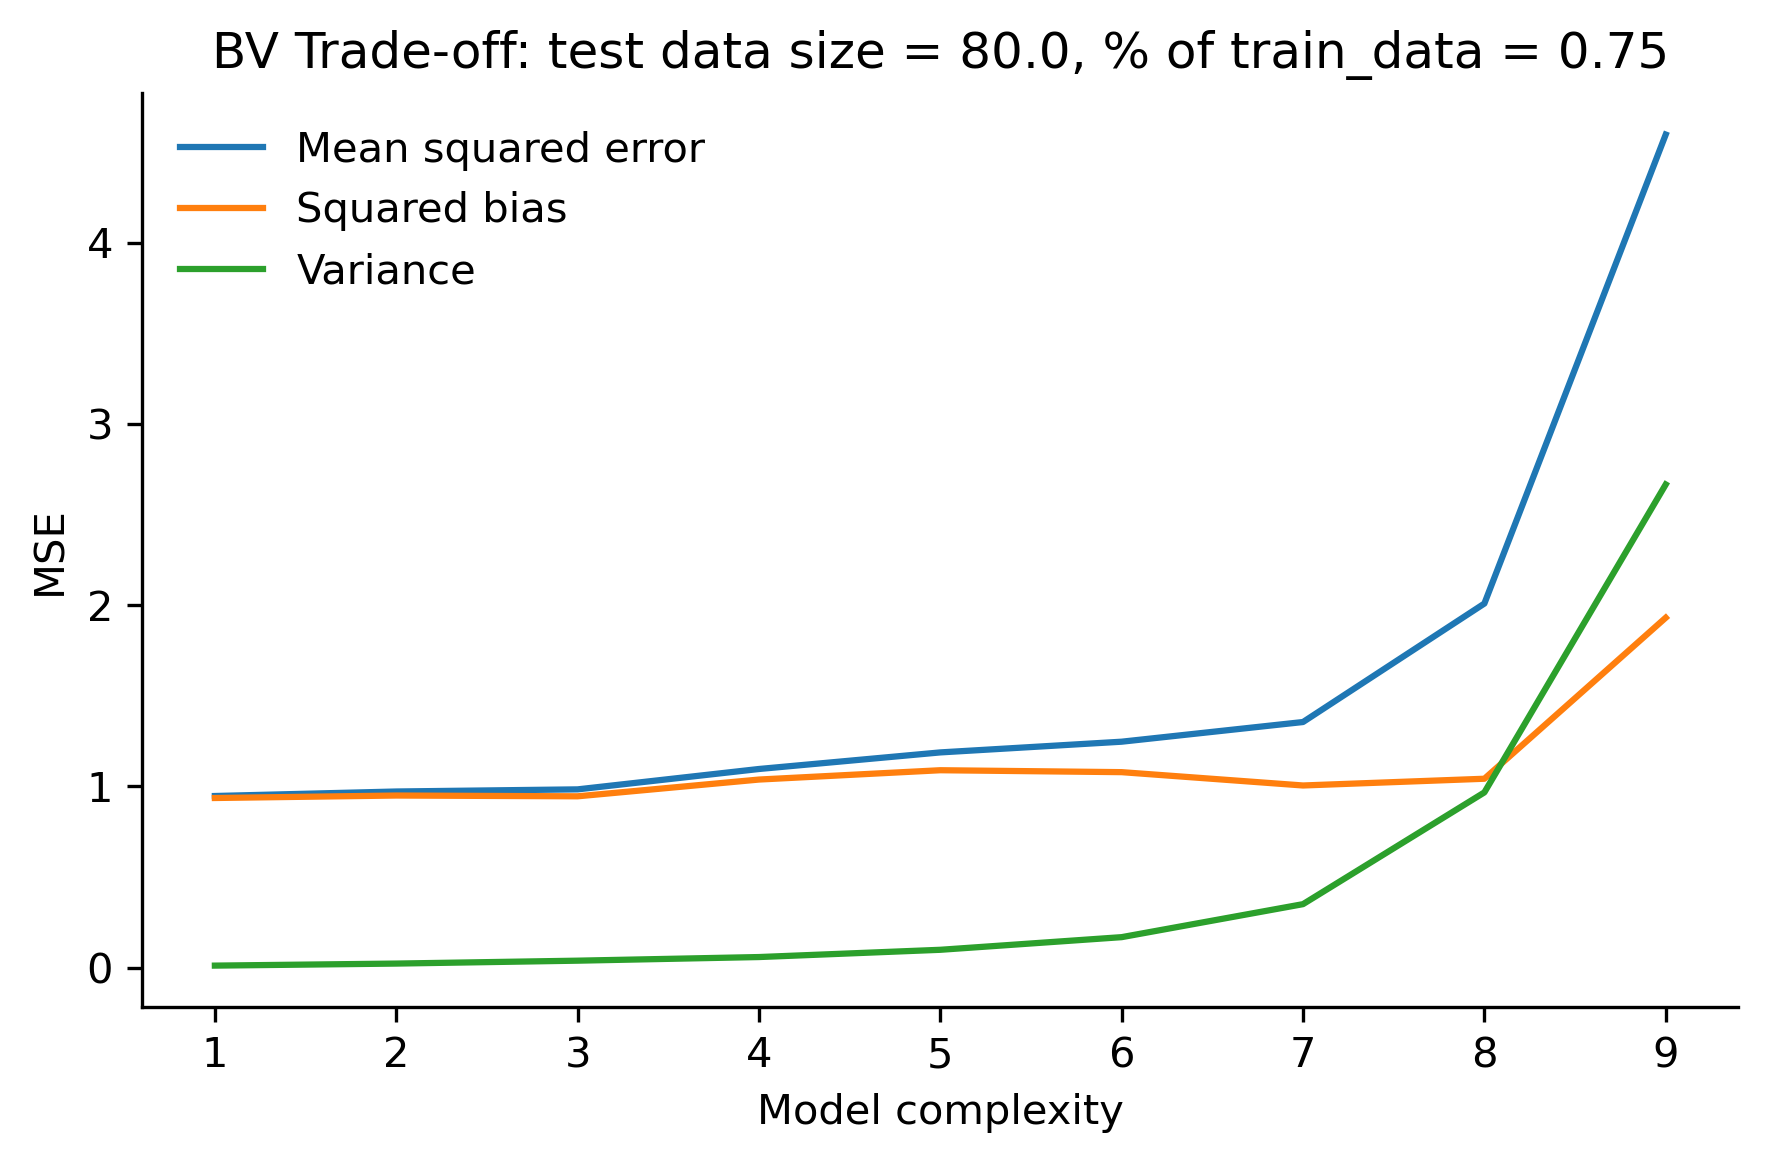 BV Trade-off: test data size = 80.0, % of train_data = 0.75
Mean squared error
Squared bias
Variance
4
3
2
1
0
MSE
1 2 3 4 5 6 7 8 9
Model complexity